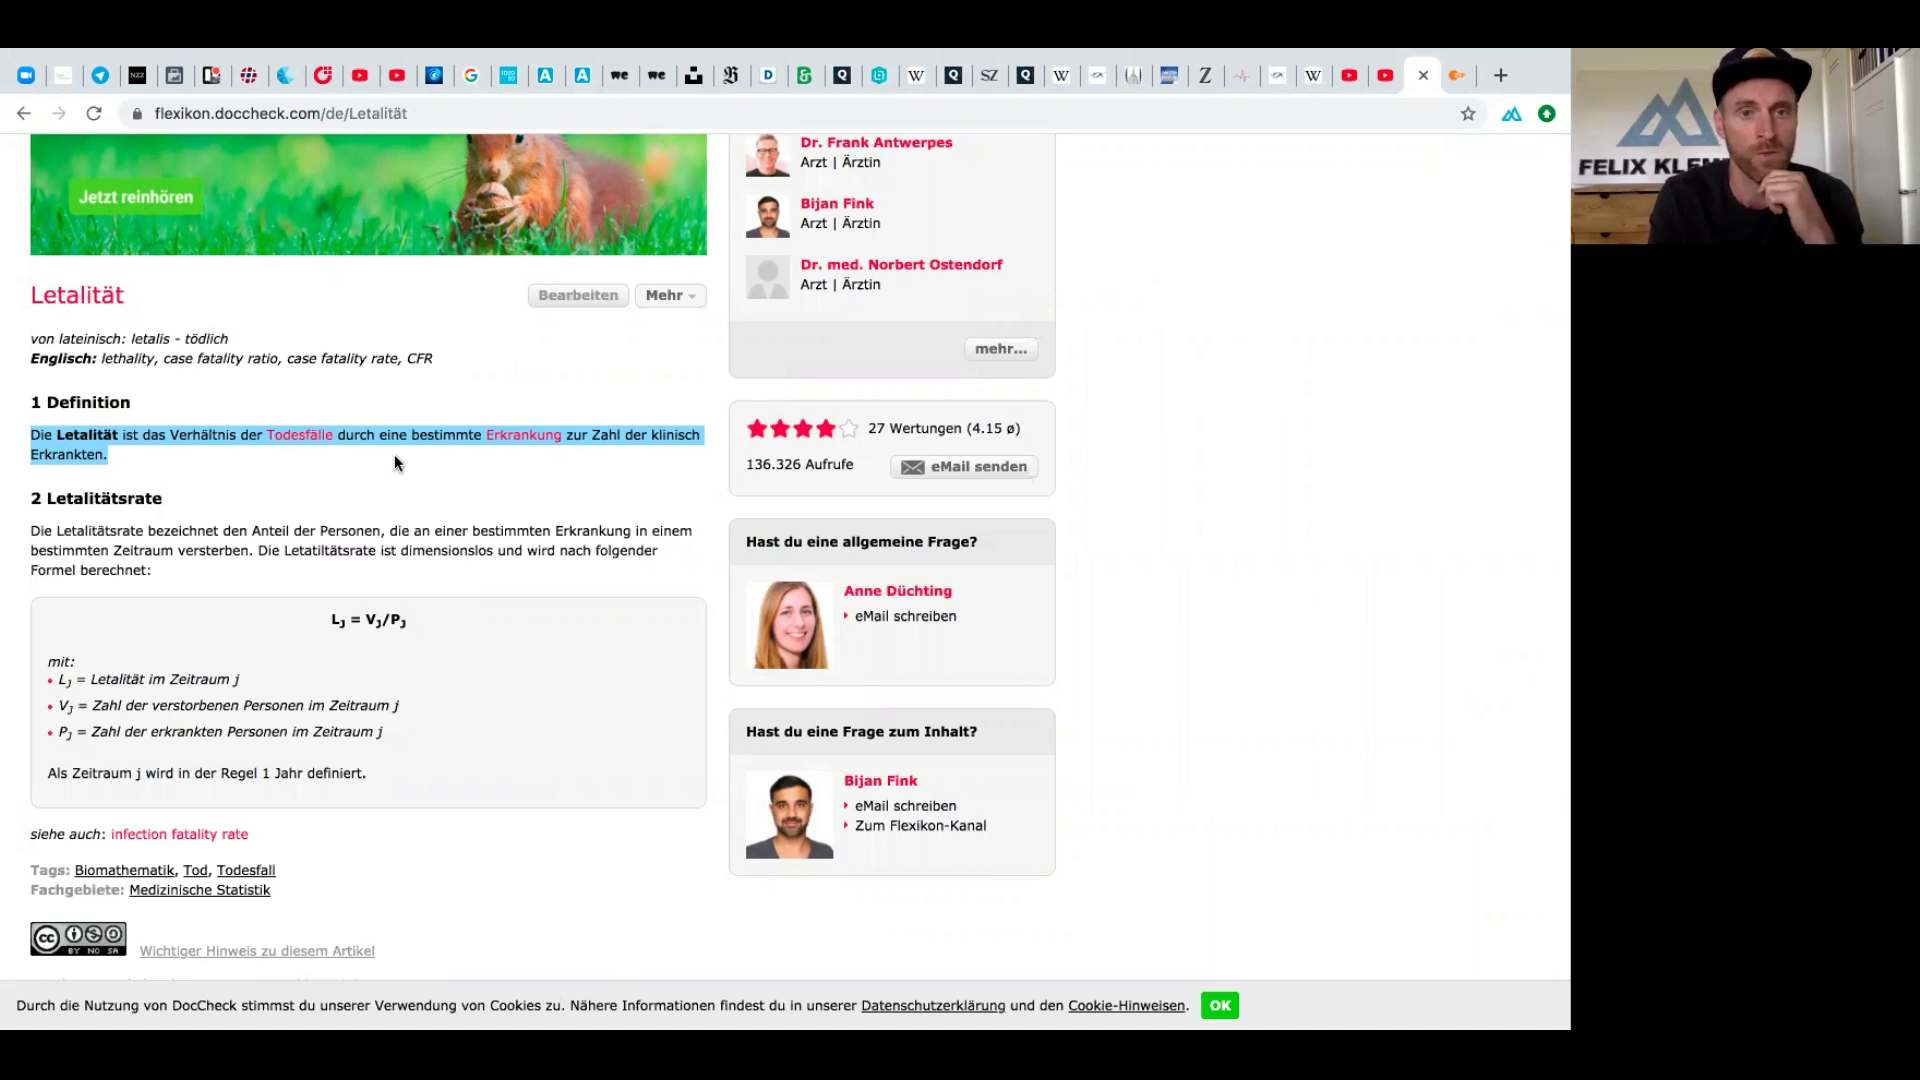 flexikon.doccheck.com/de/Letalität
Jetzt reinhören
Letalität
Bearbeiten
Mehr
von lateinisch: letalis - tödlich
Englisch: lethality, case fatality ratio, case fatality rate, CFR
1 Definition
Die Letalität ist das Verhältnis der Todesfälle durch eine bestimmte Erkrankung zur Zahl der klinisch
Erkrankten.
2 Letalitätsrate
Die Letalitätsrate bezeichnet den Anteil der Personen, die an einer bestimmten Erkrankung in einem
bestimmten Zeitraum versterben. Die Letatiltätsrate ist dimensionslos und wird nach folgender
Formel berechnet:
LJ = VJ/PJ
mit:
• LJ = Letalität im Zeitraum j
• VJ = Zahl der verstorbenen Personen im Zeitraum j
• PJ = Zahl der erkrankten Personen im Zeitraum j
Als Zeitraum j wird in der Regel 1 Jahr definiert.
siehe auch: infection fatality rate
Tags: Biomathematik, Tod, Todesfall
Fachgebiete: Medizinische Statistik
cc
BY NC SA
Wichtiger Hinweis zu diesem Artikel
Dr. Frank Antwerpes
Arzt | Ärztin
Bijan Fink
Arzt | Ärztin
Dr. med. Norbert Ostendorf
Arzt | Ärztin
mehr...
27 Wertungen (4.15 ø)
136.326 Aufrufe
eMail senden
Hast du eine allgemeine Frage?
Anne Düchting
eMail schreiben
Hast du eine Frage zum Inhalt?
Bijan Fink
eMail schreiben
Zum Flexikon-Kanal
Durch die Nutzung von DocCheck stimmst du unserer Verwendung von Cookies zu. Nähere Informationen findest du in unserer Datenschutzerklärung und den Cookie-Hinweisen.
OK
FELIX